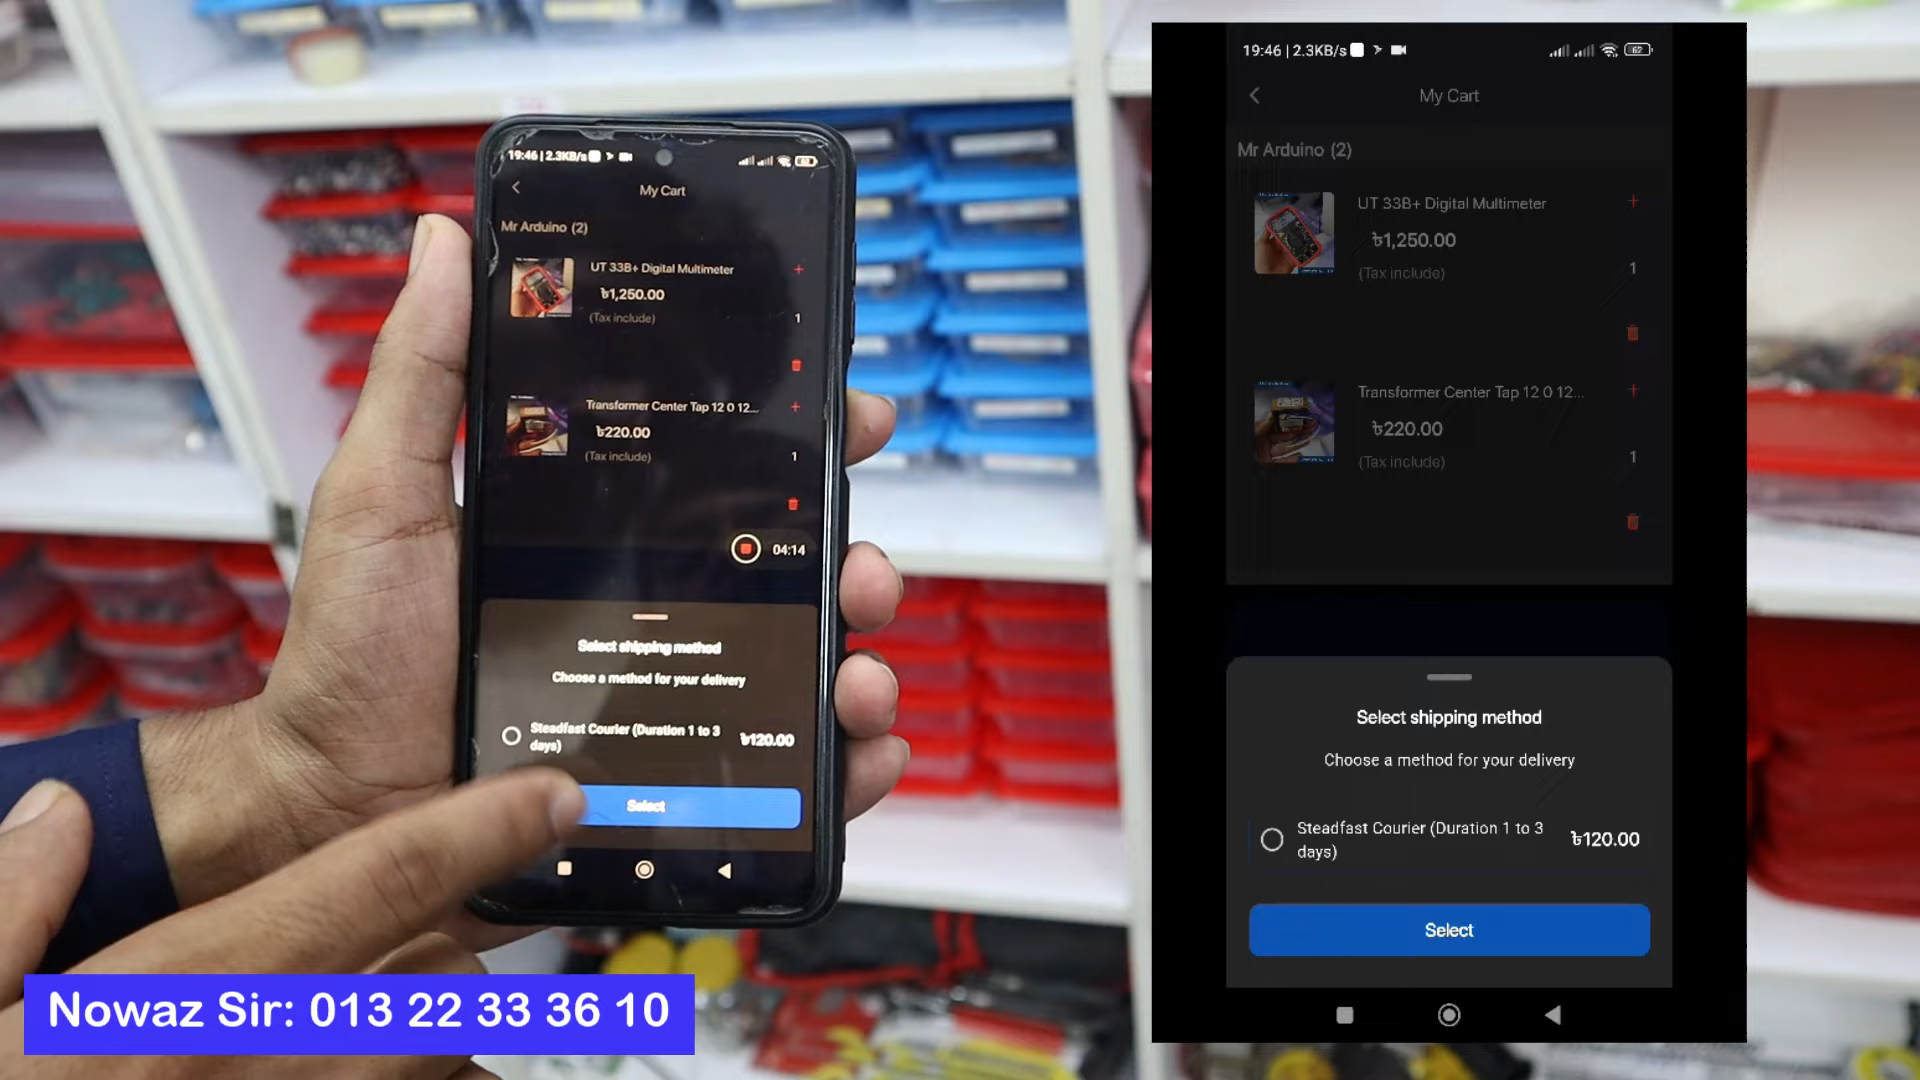 19:46 | 2.3KB/s
My Cart
Mr Arduino (2)
UT 33B+ Digital Multimeter
৳1,250.00
(Tax include)
1
Transformer Center Tap 12 0 12...
৳220.00
(Tax include)
1
04:14
Select shipping method
Choose a method for your delivery
Steadfast Courier (Duration 1 to 3
days)
৳120.00
Select
19:46 | 2.3KB/s
62
My Cart
Mr Arduino (2)
UT 33B+ Digital Multimeter
৳1,250.00
(Tax include)
1
Transformer Center Tap 12 0 12...
৳220.00
(Tax include)
1
Select shipping method
Choose a method for your delivery
Steadfast Courier (Duration 1 to 3
days)
৳120.00
Select
Nowaz Sir: 013 22 33 36 10